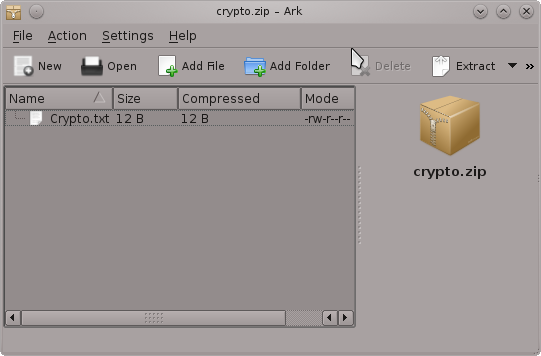 crypto.zip – Ark
File Action Settings Help
New Open Add File Add Folder Delete Extract »
Name Size Compressed Mode
Crypto.txt 12 B 12 B -rw-r--r--
crypto.zip